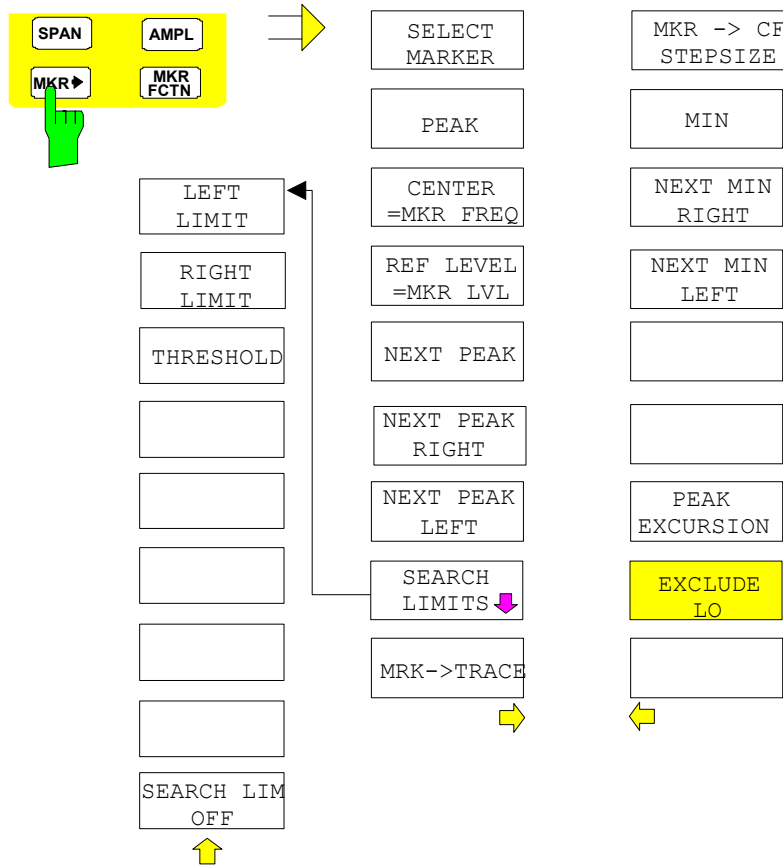 SPAN
AMPL
MKR
MKR
FCTN
SELECT
MARKER
PEAK
CENTER
=MKR FREQ
REF LEVEL
=MKR LVL
NEXT PEAK
NEXT PEAK
RIGHT
NEXT PEAK
LEFT
SEARCH
LIMITS
MRK->TRACE
MKR -> CF
STEPSIZE
MIN
NEXT MIN
RIGHT
NEXT MIN
LEFT
PEAK
EXCURSION
EXCLUDE
LO
LEFT
LIMIT
RIGHT
LIMIT
THRESHOLD
SEARCH LIM
OFF